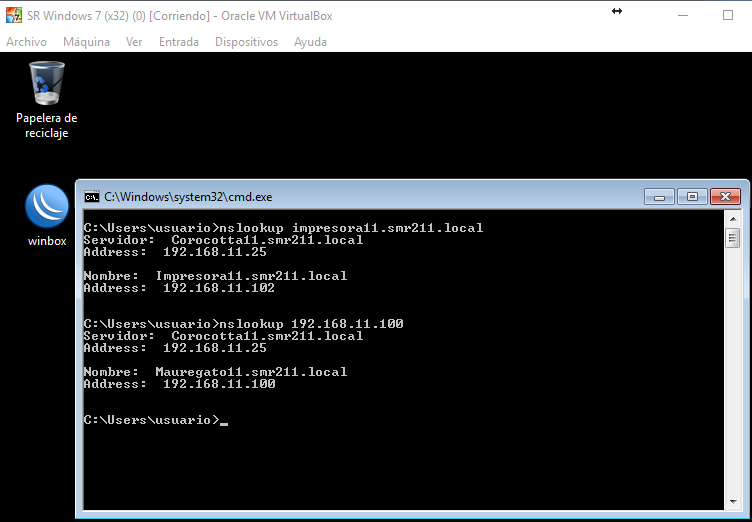 SR Windows 7 (x32) (0) [Corriendo] - Oracle VM VirtualBox
Archivo Máquina Ver Entrada Dispositivos Ayuda
Papelera de
reciclaje
winbox
C:\Windows\system32\cmd.exe
C:\Users\usuario>nslookup impresora11.smr211.local
Servidor:  Corocotta11.smr211.local
Address:  192.168.11.25
Nombre:  Impresora11.smr211.local
Address:  192.168.11.102
C:\Users\usuario>nslookup 192.168.11.100
Servidor:  Corocotta11.smr211.local
Address:  192.168.11.25
Nombre:  Mauregato11.smr211.local
Address:  192.168.11.100
C:\Users\usuario>_